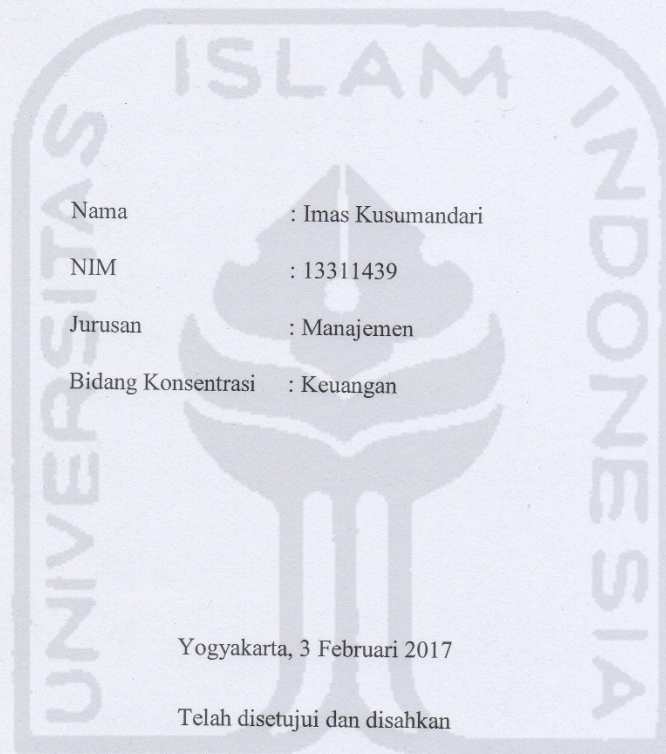 UNIVERSITAS ISLAM INDONESIA
Nama : Imas Kusumandari
NIM : 13311439
Jurusan : Manajemen
Bidang Konsentrasi : Keuangan
Yogyakarta, 3 Februari 2017
Telah disetujui dan disahkan